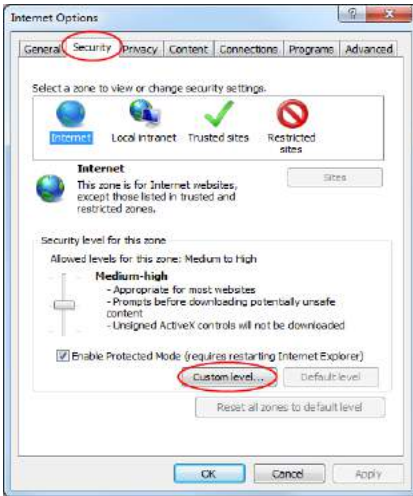 Internet Options
General Security Privacy Content Connections Programs Advanced
Select a zone to view or change security settings.
Internet Local intranet Trusted sites Restricted sites
Internet
Sites
This zone is for Internet websites,
except those listed in trusted and
restricted zones.
Security level for this zone
Allowed levels for this zone: Medium to High
Medium-high
- Appropriate for most websites
- Prompts before downloading potentially unsafe
content
- Unsigned ActiveX controls will not be downloaded
Enable Protected Mode (requires restarting Internet Explorer)
Custom level... Default level
Reset all zones to default level
OK Cancel Apply